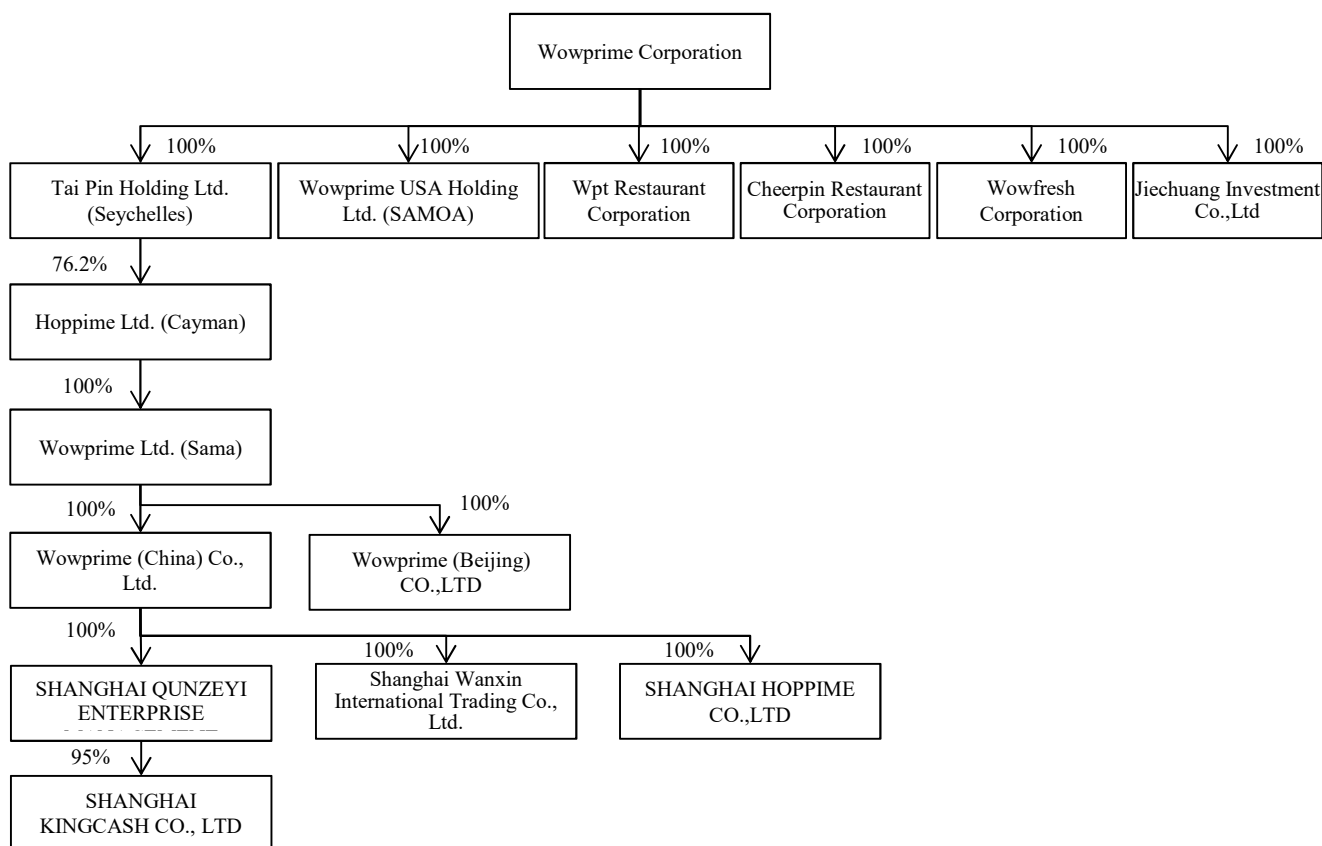 Wowprime Corporation
100%
100%
100%
100%
100%
100%
Tai Pin Holding Ltd.
(Seychelles)
Wowprime USA Holding
Ltd. (SAMOA)
Wpt Restaurant
Corporation
Cheerpin Restaurant
Corporation
Wowfresh
Corporation
Jiechuang Investment
Co.,Ltd
76.2%
Hoppime Ltd. (Cayman)
100%
Wowprime Ltd. (Sama)
100%
100%
Wowprime (China) Co.,
Ltd.
Wowprime (Beijing)
CO.,LTD
100%
100%
100%
SHANGHAI QUNZEYI
ENTERPRISE
Shanghai Wanxin
International Trading Co.,
Ltd.
SHANGHAI HOPPIME
CO.,LTD
95%
SHANGHAI
KINGCASH CO., LTD